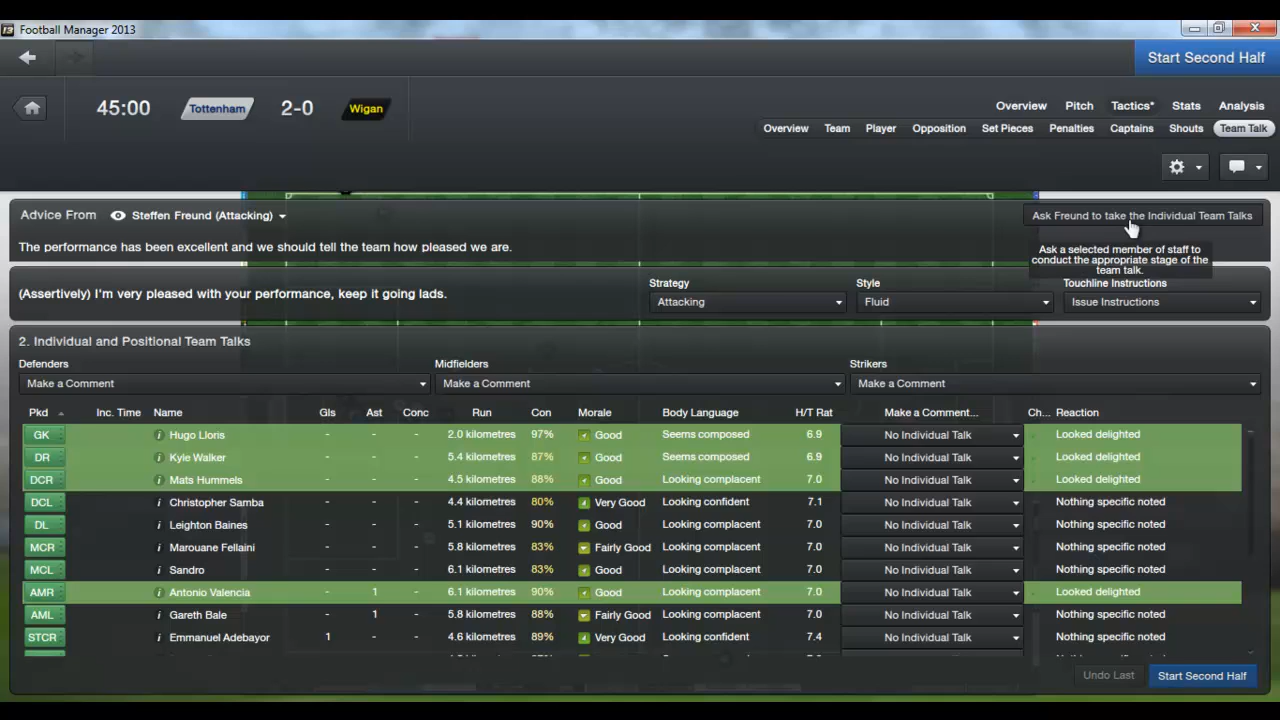 Football Manager 2013
Start Second Half
45:00 Tottenham 2-0 Wigan
Overview Pitch Tactics* Stats Analysis
Overview Team Player Opposition Set Pieces Penalties Captains Shouts Team Talk
Advice From Steffen Freund (Attacking) Ask Freund to take the Individual Team Talks
The performance has been excellent and we should tell the team how pleased we are.
Ask a selected member of staff to
conduct the appropriate stage of the
team talk.
Strategy Style Touchline Instructions
(Assertively) I'm very pleased with your performance, keep it going lads.
Attacking Fluid Issue Instructions
2. Individual and Positional Team Talks
Defenders Midfielders Strikers
Make a Comment Make a Comment Make a Comment
Pkd Inc. Time Name Gls Ast Conc Run Con Morale Body Language H/T Rat Make a Comment... Ch... Reaction
GK i Hugo Lloris - - - 2.0 kilometres 97% Good Seems composed 6.9 No Individual Talk Looked delighted
DR i Kyle Walker - - - 5.4 kilometres 87% Good Seems composed 6.9 No Individual Talk Looked delighted
DCR i Mats Hummels - - - 4.5 kilometres 88% Good Looking complacent 7.0 No Individual Talk Looked delighted
DCL i Christopher Samba - - - 4.4 kilometres 80% Very Good Looking confident 7.1 No Individual Talk Nothing specific noted
DL i Leighton Baines - - - 5.1 kilometres 90% Good Looking complacent 7.0 No Individual Talk Nothing specific noted
MCR i Marouane Fellaini - - - 5.8 kilometres 83% Fairly Good Looking complacent 7.0 No Individual Talk Nothing specific noted
MCL i Sandro - - - 6.1 kilometres 83% Good Looking complacent 7.0 No Individual Talk Nothing specific noted
AMR i Antonio Valencia - 1 - 6.1 kilometres 90% Good Looking complacent 7.0 No Individual Talk Looked delighted
AML i Gareth Bale - 1 - 5.8 kilometres 88% Fairly Good Looking complacent 7.0 No Individual Talk Nothing specific noted
STCR i Emmanuel Adebayor 1 - - 4.6 kilometres 89% Very Good Looking confident 7.4 No Individual Talk Nothing specific noted
Undo Last Start Second Half